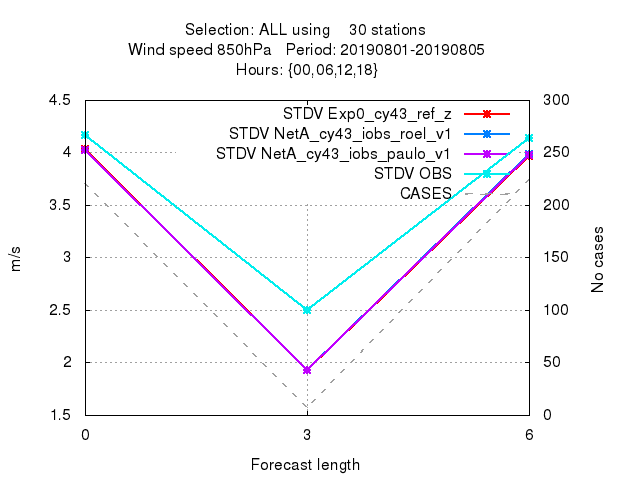 Selection: ALL using 30 stations
Wind speed 850hPa Period: 20190801-20190805
Hours: {00,06,12,18}
STDV Exp0_cy43_ref_z
STDV NetA_cy43_iobs_roel_v1
STDV NetA_cy43_iobs_paulo_v1
STDV OBS
CASES
4.5
4
3.5
3
2.5
2
1.5
m/s
300
250
200
150
100
50
0
No cases
0 3 6
Forecast length